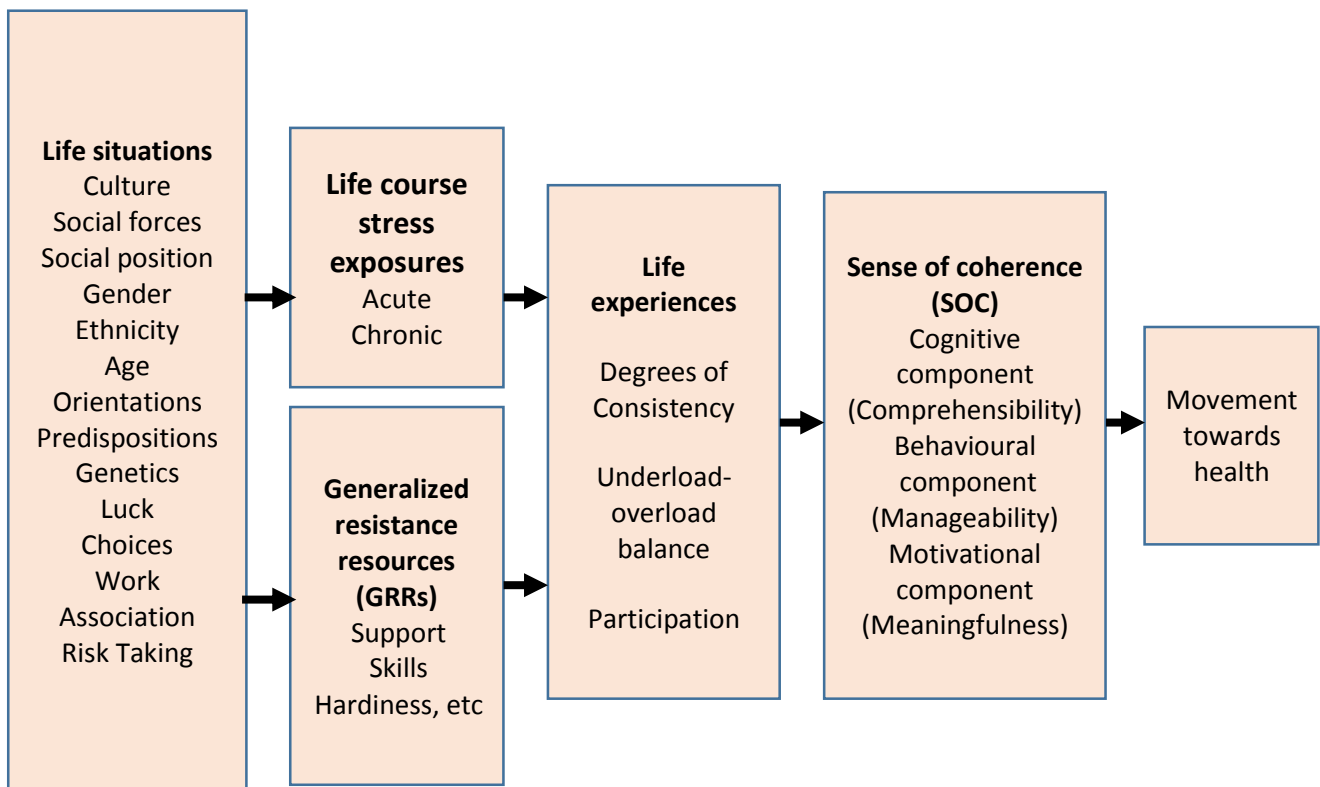 Life situations
Culture
Social forces
Social position
Gender
Ethnicity
Age
Orientations
Predispositions
Genetics
Luck
Choices
Work
Association
Risk Taking
Life course
stress
exposures
Acute
Chronic
Generalized
resistance
resources
(GRRs)
Support
Skills
Hardiness, etc
Life
experiences
Degrees of
Consistency
Underload-
overload
balance
Participation
Sense of coherence
(SOC)
Cognitive
component
(Comprehensibility)
Behavioural
component
(Manageability)
Motivational
component
(Meaningfulness)
Movement
towards
health